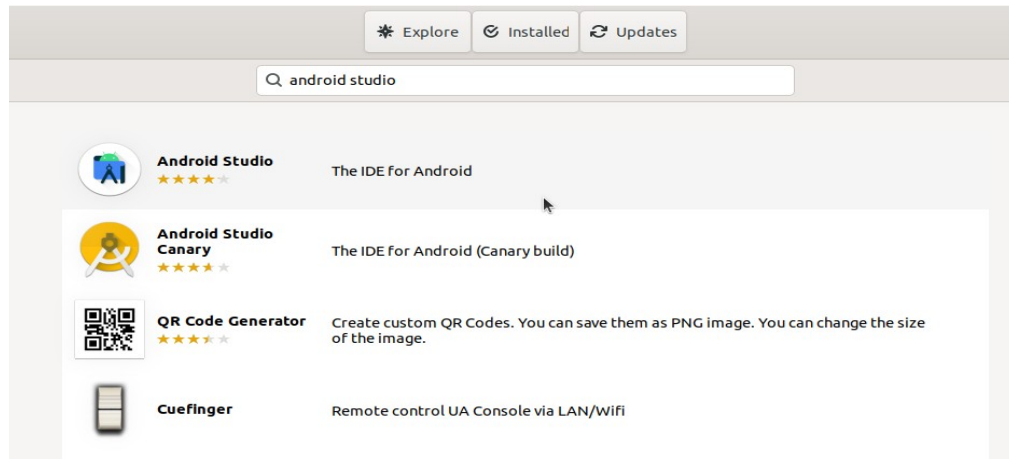 Explore
Installed
Updates
android studio
Android Studio
The IDE for Android
Android Studio
Canary
The IDE for Android (Canary build)
QR Code Generator
Create custom QR Codes. You can save them as PNG image. You can change the size
of the image.
Cuefinger
Remote control UA Console via LAN/Wifi